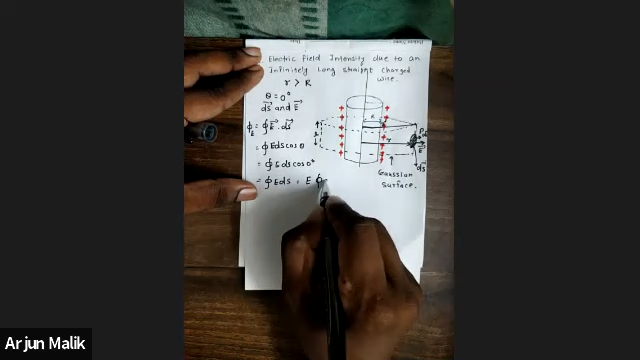 Electric Field Intensity due to an
Infinitely Long straight charged
wire.
r > R
θ = 0°
ds and E
ϕE = ∮ E . ds
= ∮ Eds cos θ
= ∮ Eds cos 0°
= ∮ Eds = E ∮
R
r
l
P
E
ds
Gaussian
surface.
Arjun Malik